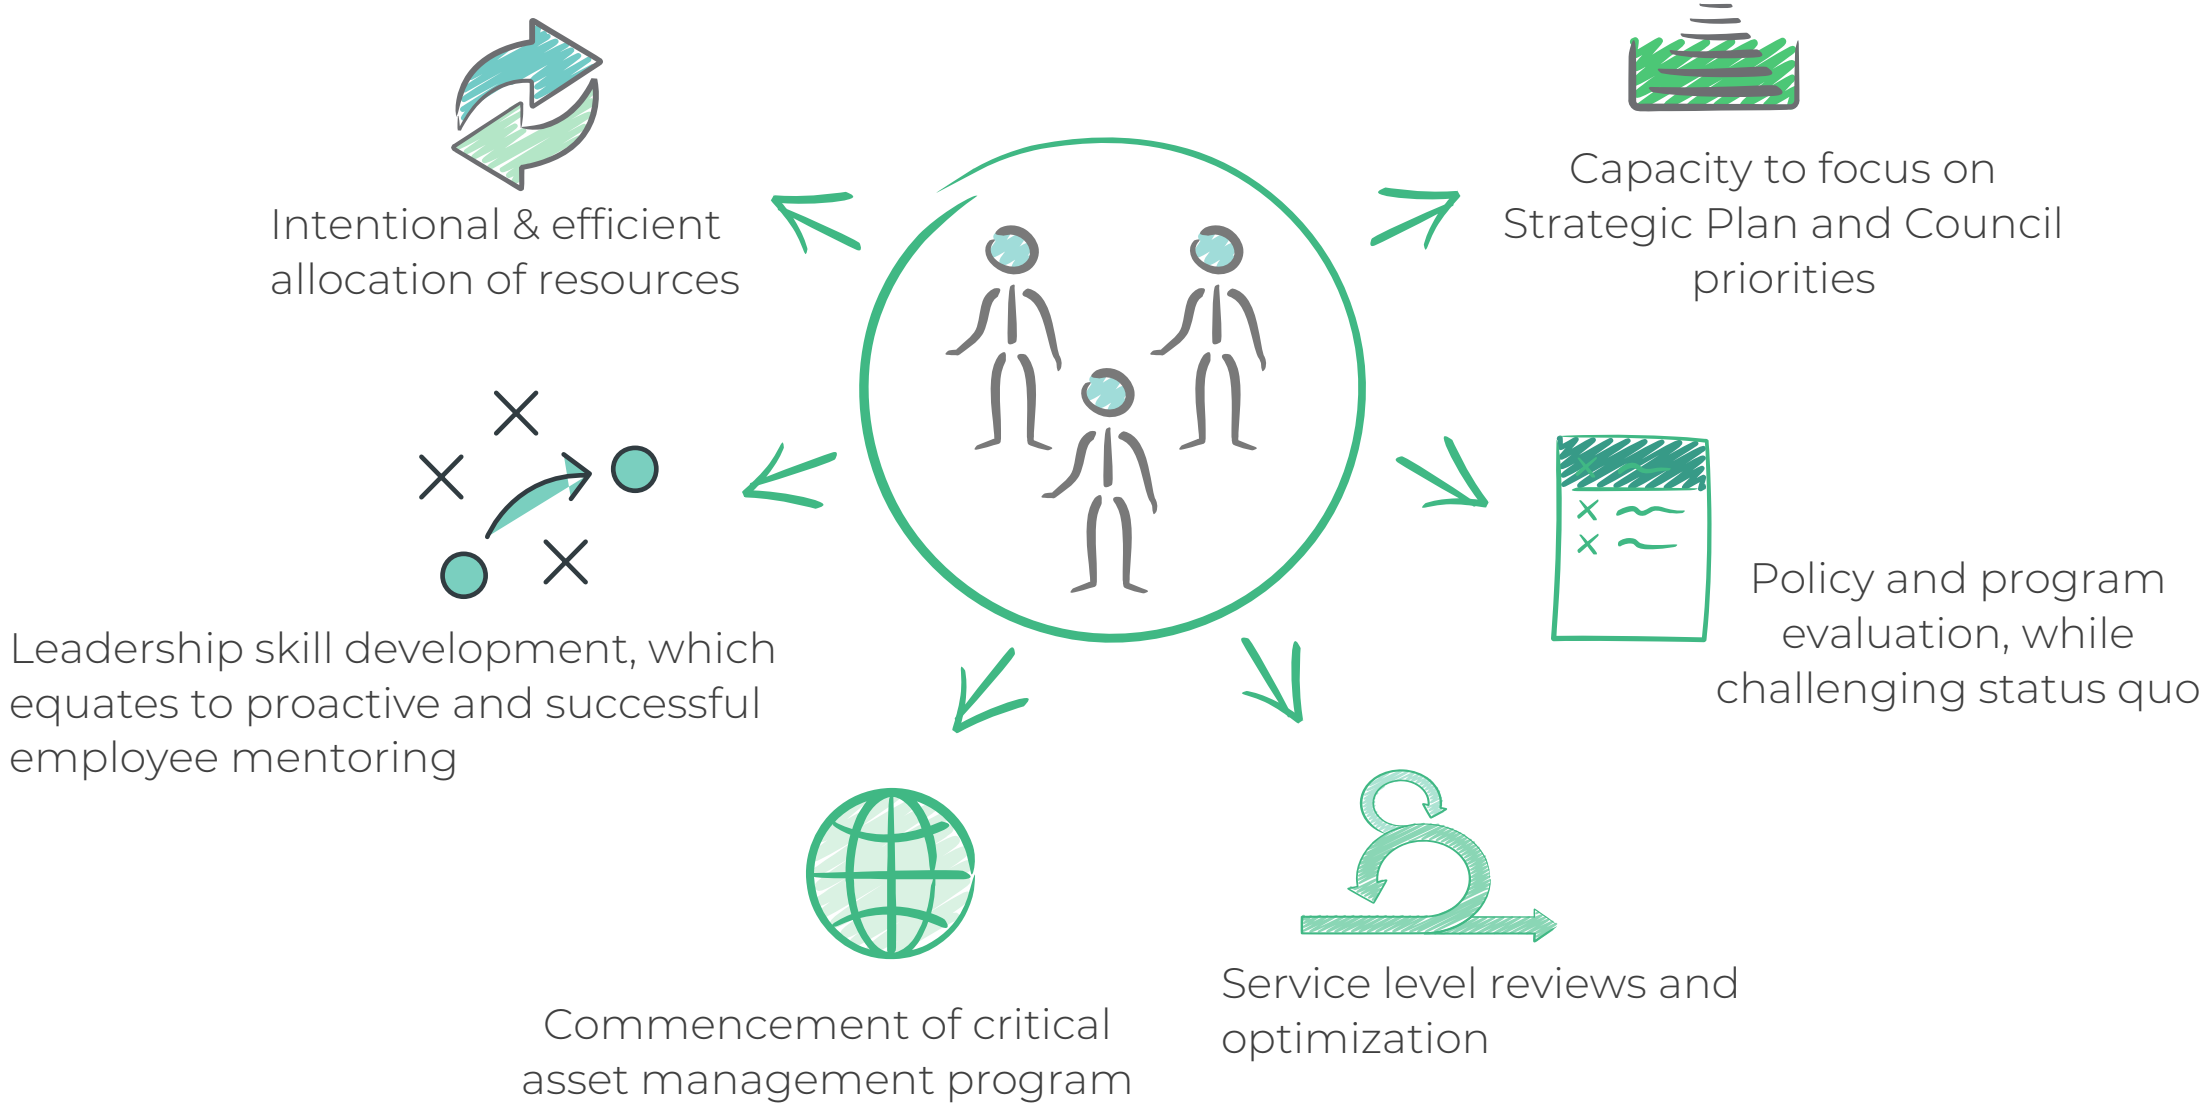 Intentional & efficient
allocation of resources
Capacity to focus on
Strategic Plan and Council
priorities
Leadership skill development, which
equates to proactive and successful
employee mentoring
Policy and program
evaluation, while
challenging status quo
Commencement of critical
asset management program
Service level reviews and
optimization